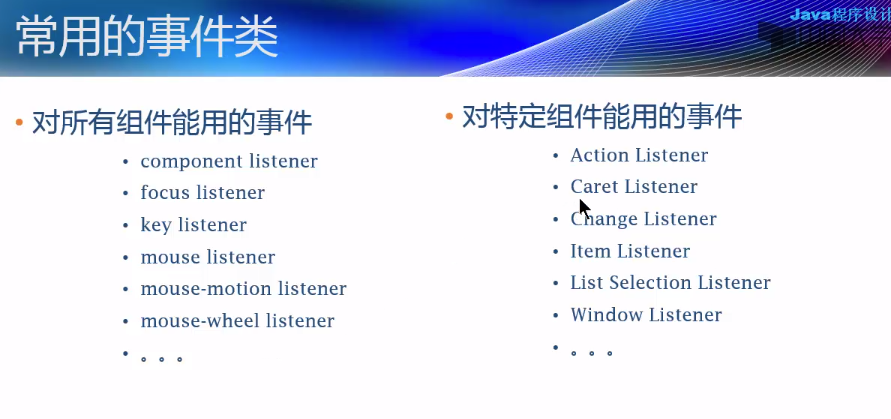 Java程序设计
常用的事件类
• 对所有组件能用的事件
• component listener
• focus listener
• key listener
• mouse listener
• mouse-motion listener
• mouse-wheel listener
• 。。。
• 对特定组件能用的事件
• Action Listener
• Caret Listener
• Change Listener
• Item Listener
• List Selection Listener
• Window Listener
• 。。。